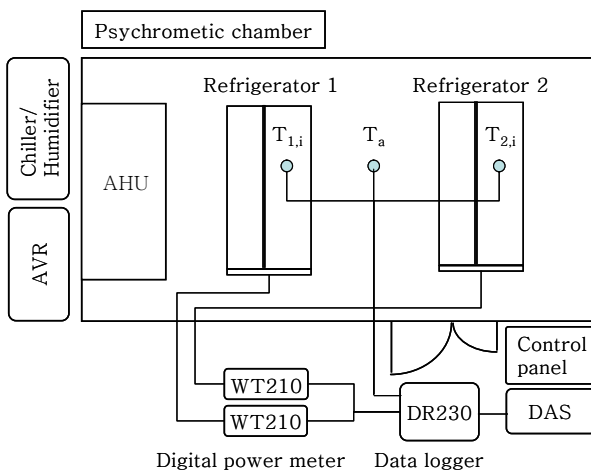 Psychrometic chamber
Refrigerator 1
Refrigerator 2
Chiller/
Humidifier
T1,i
Ta
T2,i
AHU
AVR
Control
panel
WT210
WT210
DR230
DAS
Digital power meter
Data logger